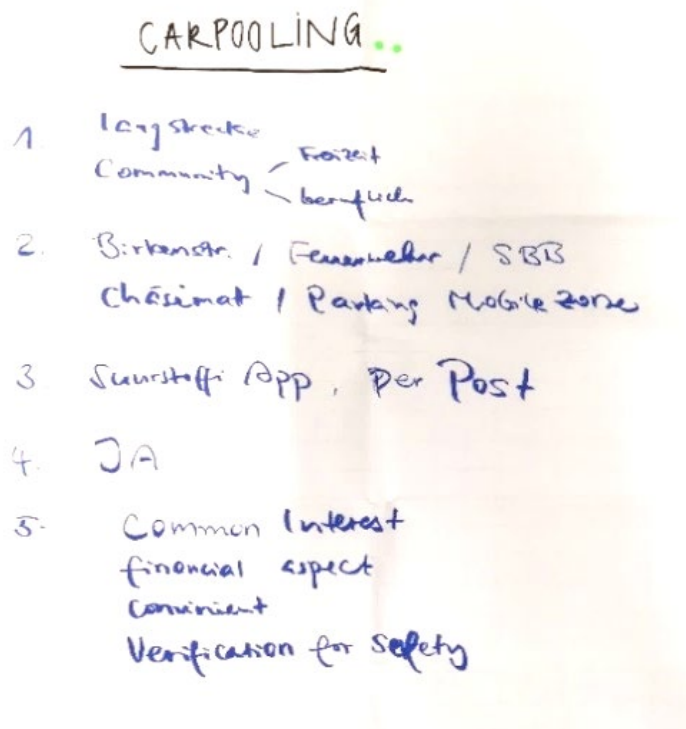 CARPOOLING..
1. Langstrecke
Community
Freizeit
beruflich
2. Birkenstr. / Feuerwehr / SBB
Chäsimat / Parking Mobile zone
3 Suurstoffi App, Per Post
4. JA
5. Common Interest
financial aspect
convinient
Verification for Safety